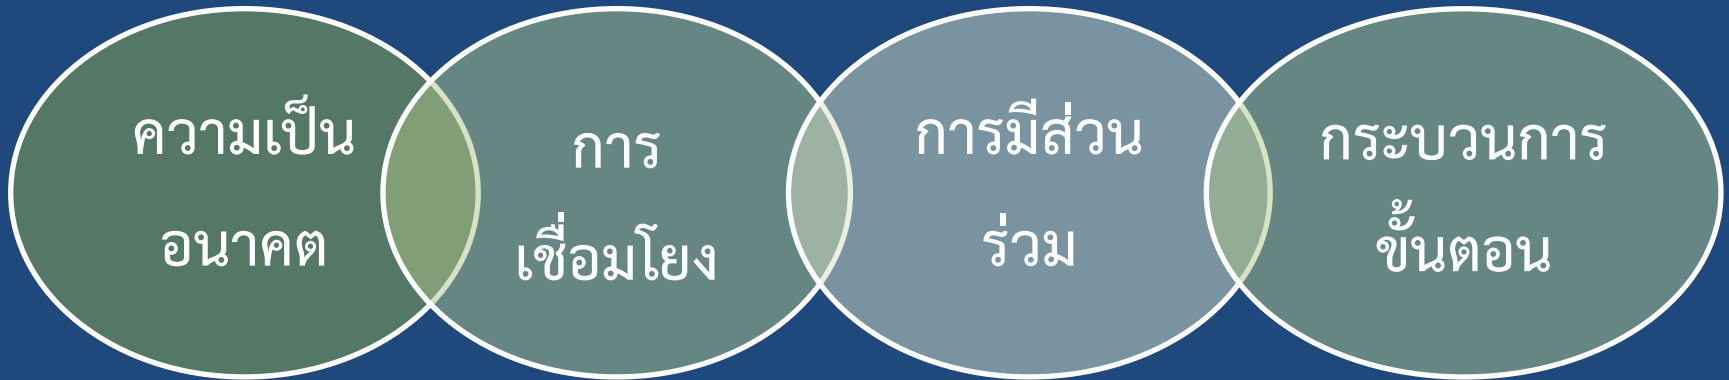 ความเป็น
อนาคต
การ
เชื่อมโยง
การมีส่วน
ร่วม
กระบวนการ
ขั้นตอน